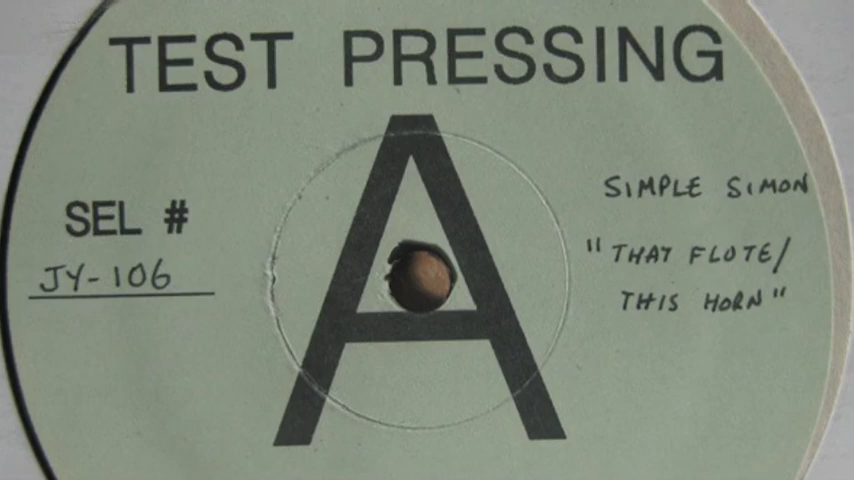 TEST PRESSING
A
SEL #
JY-106
SIMPLE SIMON
"THAT FLUTE/
THIS HORN"